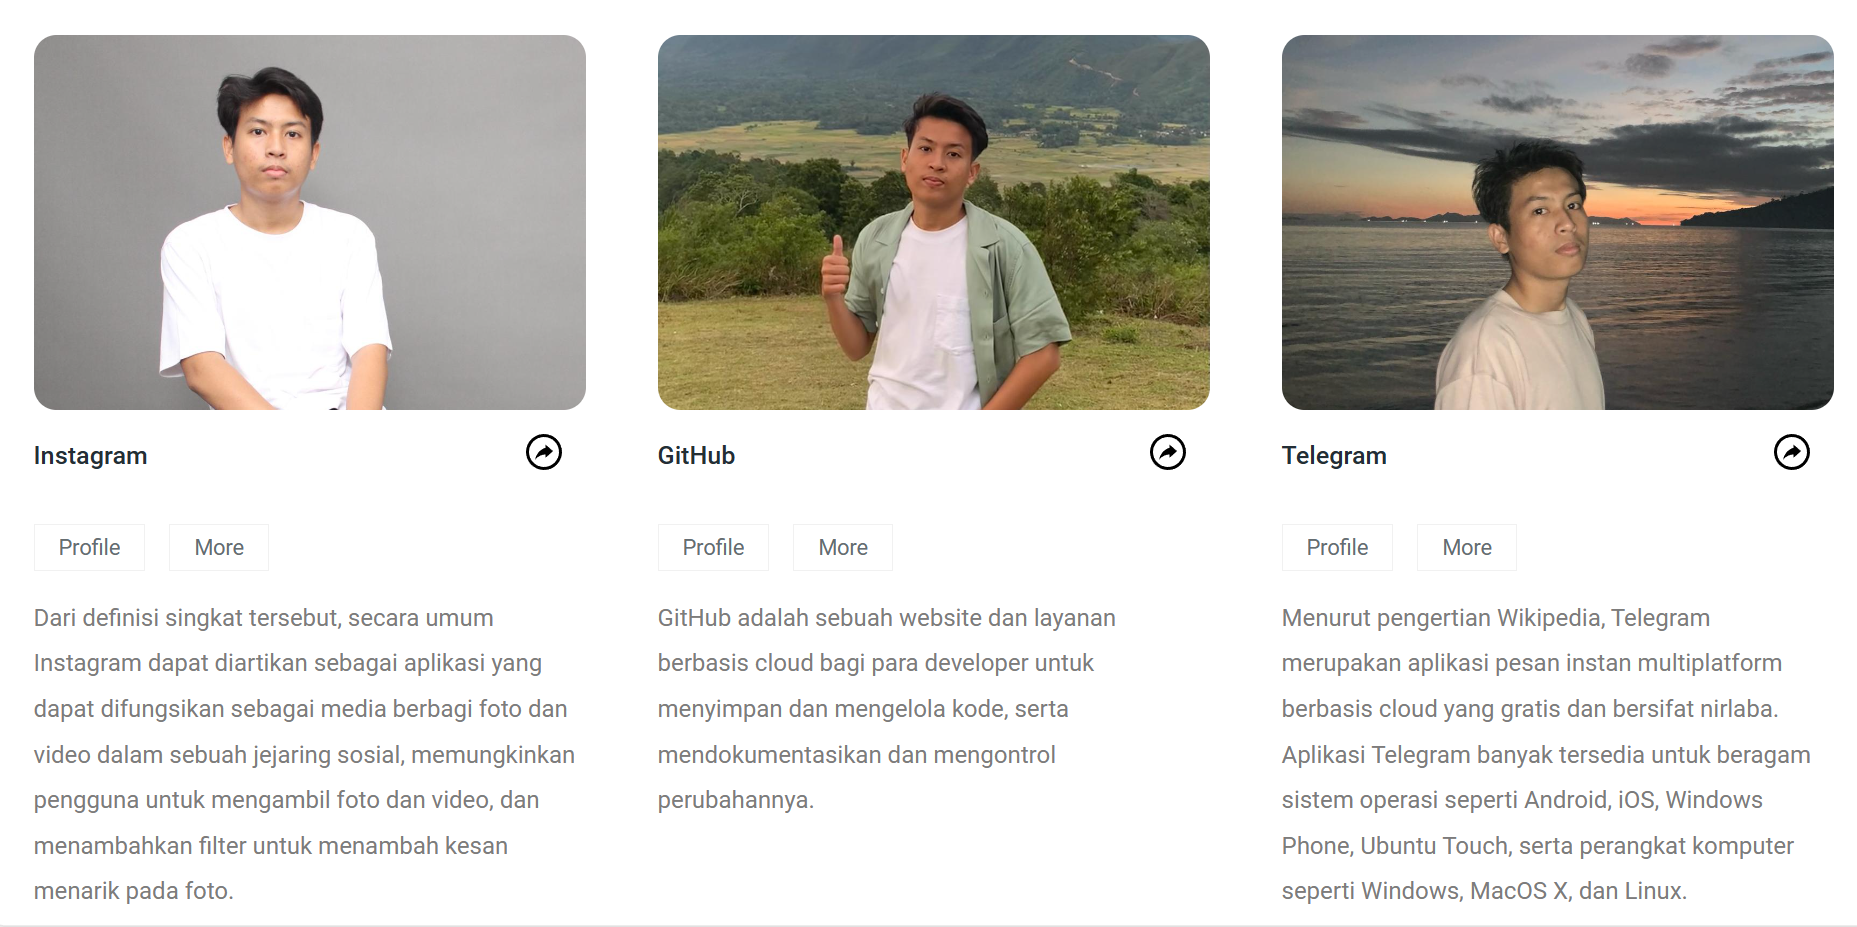 Instagram
Profile
More
Dari definisi singkat tersebut, secara umum
Instagram dapat diartikan sebagai aplikasi yang
dapat difungsikan sebagai media berbagi foto dan
video dalam sebuah jejaring sosial, memungkinkan
pengguna untuk mengambil foto dan video, dan
menambahkan filter untuk menambah kesan
menarik pada foto.
GitHub
Profile
More
GitHub adalah sebuah website dan layanan
berbasis cloud bagi para developer untuk
menyimpan dan mengelola kode, serta
mendokumentasikan dan mengontrol
perubahannya.
Telegram
Profile
More
Menurut pengertian Wikipedia, Telegram
merupakan aplikasi pesan instan multiplatform
berbasis cloud yang gratis dan bersifat nirlaba.
Aplikasi Telegram banyak tersedia untuk beragam
sistem operasi seperti Android, iOS, Windows
Phone, Ubuntu Touch, serta perangkat komputer
seperti Windows, MacOS X, dan Linux.